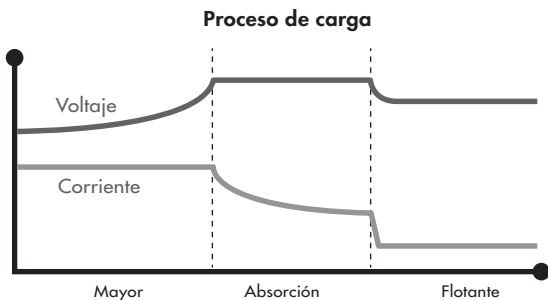 Proceso de carga
Voltaje
Corriente
Mayor
Absorción
Flotante